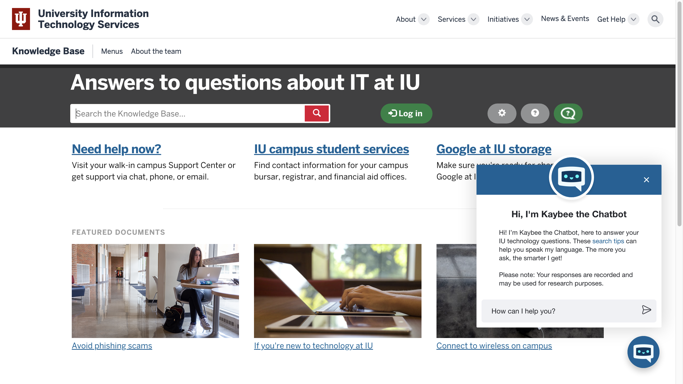 University Information
Technology Services
About
Services
Initiatives
News & Events
Get Help
Knowledge Base
Menus
About the team
Answers to questions about IT at IU
Search the Knowledge Base...
Log in
Need help now?
Visit your walk-in campus Support Center or
get support via chat, phone, or email.
IU campus student services
Find contact information for your campus
bursar, registrar, and financial aid offices.
Google at IU storage
Make sure
Google at
Hi, I'm Kaybee the Chatbot
Hi! I'm Kaybee the Chatbot, here to answer your
IU technology questions. These search tips can
help you speak my language. The more you
ask, the smarter I get!
Please note: Your responses are recorded and
may be used for research purposes.
How can I help you?
FEATURED DOCUMENTS
Avoid phishing scams
If you're new to technology at IU
Connect to wireless on campus